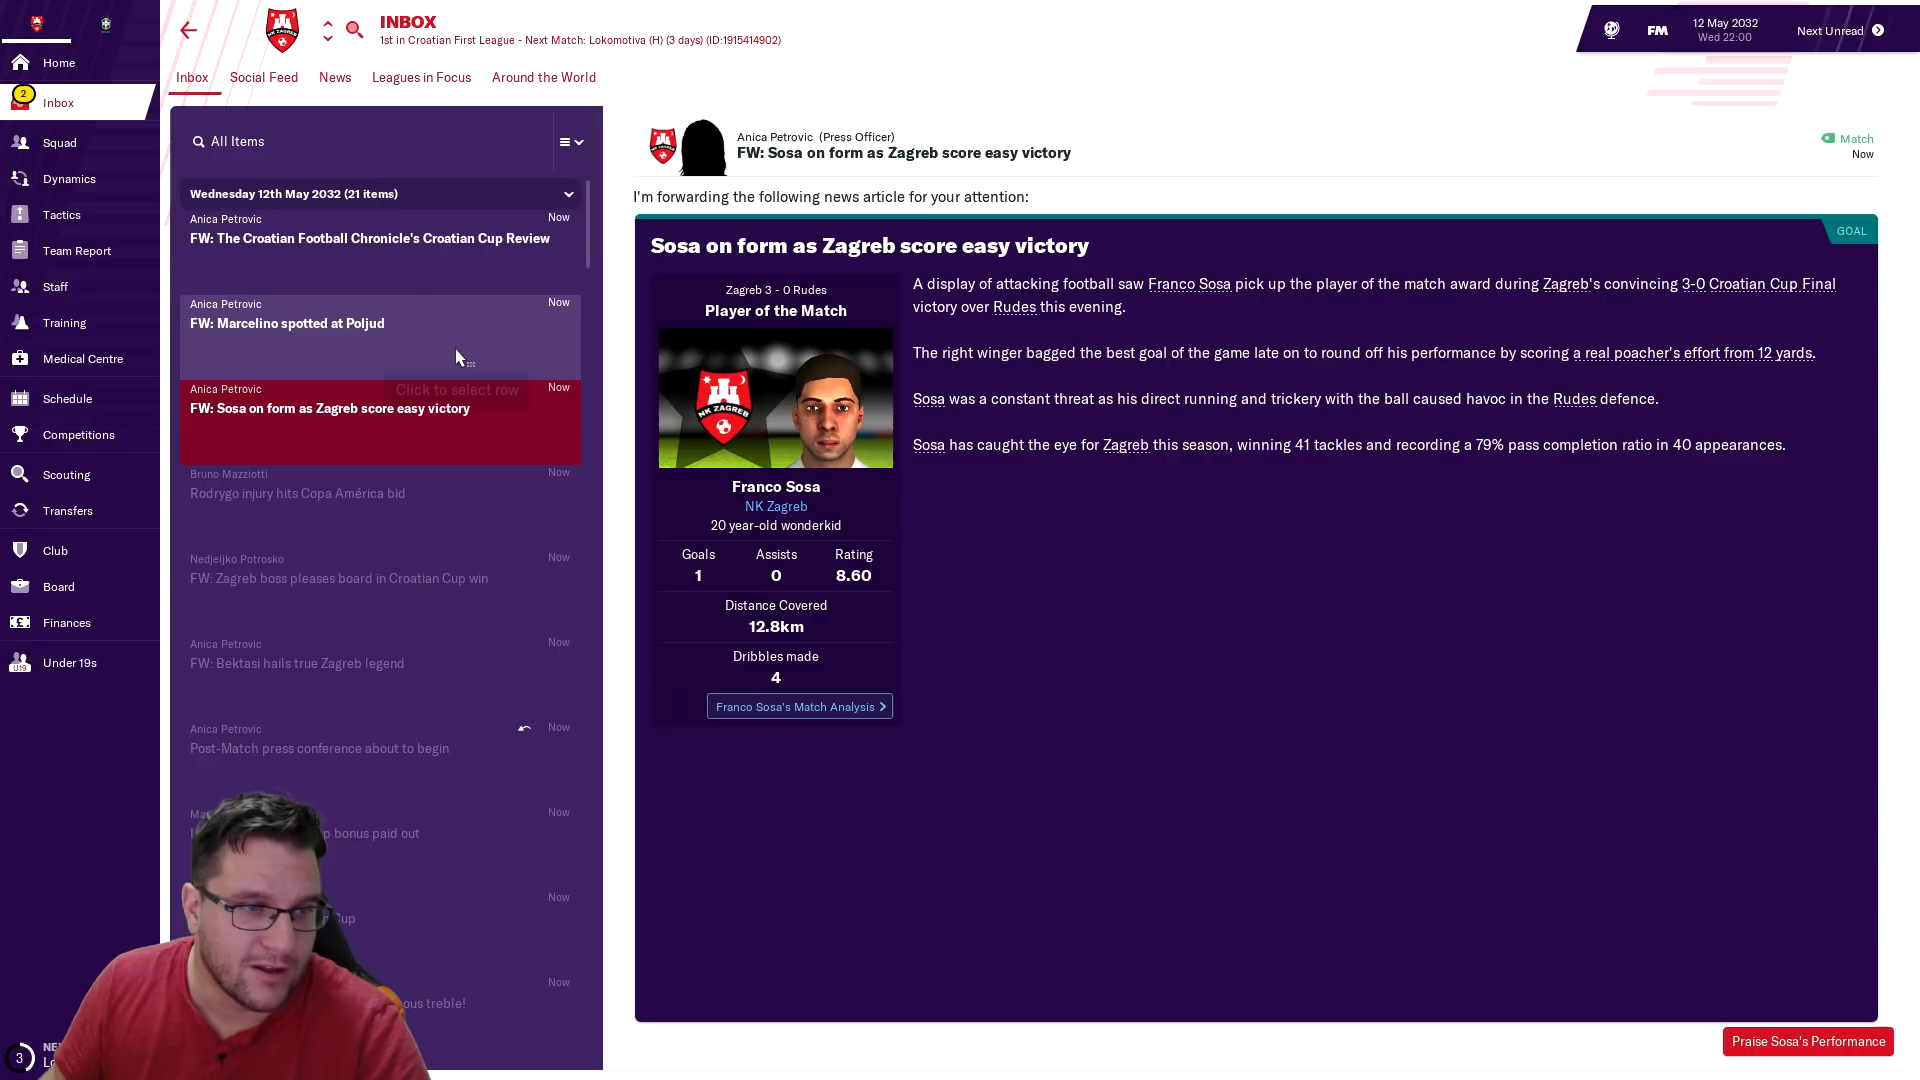 INBOX
1st in Croatian First League - Next Match: Lokomotiva (H) (3 days) (ID:1915414902)
FM
12 May 2032
Wed 22:00
Next Unread
Home
2
Inbox
Squad
Dynamics
Tactics
Team Report
Staff
Training
Medical Centre
Schedule
Competitions
Scouting
Transfers
Club
Board
Finances
U19
Under 19s
3
Inbox
Social Feed
News
Leagues in Focus
Around the World
All Items
Wednesday 12th May 2032 (21 items)
Anica Petrovic Now
FW: The Croatian Football Chronicle's Croatian Cup Review
Anica Petrovic Now
FW: Marcelino spotted at Poljud
Click to select row
Anica Petrovic Now
FW: Sosa on form as Zagreb score easy victory
Bruno Mazziotti Now
Rodrygo injury hits Copa América bid
Nedjeljko Potrosko Now
FW: Zagreb boss pleases board in Croatian Cup win
Anica Petrovic Now
FW: Bektasi hails true Zagreb legend
Anica Petrovic Now
Post-Match press conference about to begin
Now
bonus paid out
Now
Cup
Now
treble!
Anica Petrovic (Press Officer)
FW: Sosa on form as Zagreb score easy victory
Match
Now
I'm forwarding the following news article for your attention:
GOAL
Sosa on form as Zagreb score easy victory
Zagreb 3 - 0 Rudes
Player of the Match
NK ZAGREB
Franco Sosa
NK Zagreb
20 year-old wonderkid
Goals Assists Rating
1 0 8.60
Distance Covered
12.8km
Dribbles made
4
Franco Sosa's Match Analysis
A display of attacking football saw Franco Sosa pick up the player of the match award during Zagreb's convincing 3-0 Croatian Cup Final
victory over Rudes this evening.
The right winger bagged the best goal of the game late on to round off his performance by scoring a real poacher's effort from 12 yards.
Sosa was a constant threat as his direct running and trickery with the ball caused havoc in the Rudes defence.
Sosa has caught the eye for Zagreb this season, winning 41 tackles and recording a 79% pass completion ratio in 40 appearances.
Praise Sosa's Performance